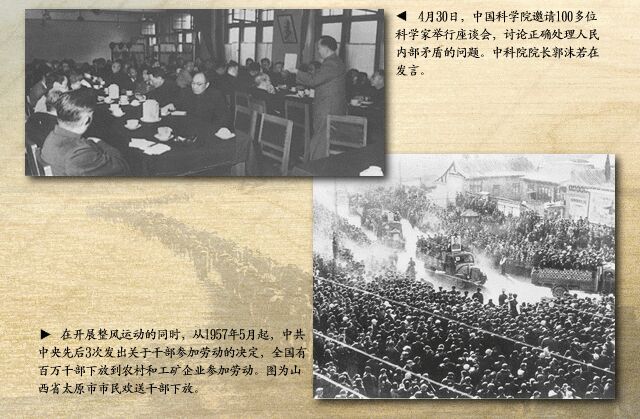 ◀ 4月30日，中国科学院邀请100多位
科学家举行座谈会，讨论正确处理人民
内部矛盾的问题。中科院院长郭沫若在
发言。
▶ 在开展整风运动的同时，从1957年5月起，中共
中央先后3次发出关于干部参加劳动的决定，全国有
百万干部下放到农村和工矿企业参加劳动。图为山
西省太原市市民欢送干部下放。